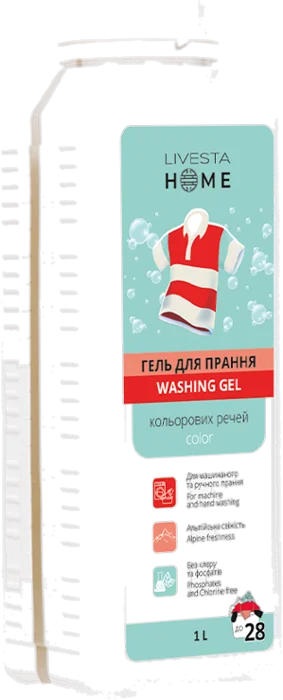 LIVESTA
HOME
ГЕЛЬ ДЛЯ ПРАННЯ
WASHING GEL
кольорових речей
color
Для машинного
та ручного прання
For machine
and hand washing
Альпійська свіжість
Alpine freshness
Без хлору
та фосфатів
Phosphates
and Chlorine free
1 L
до 28